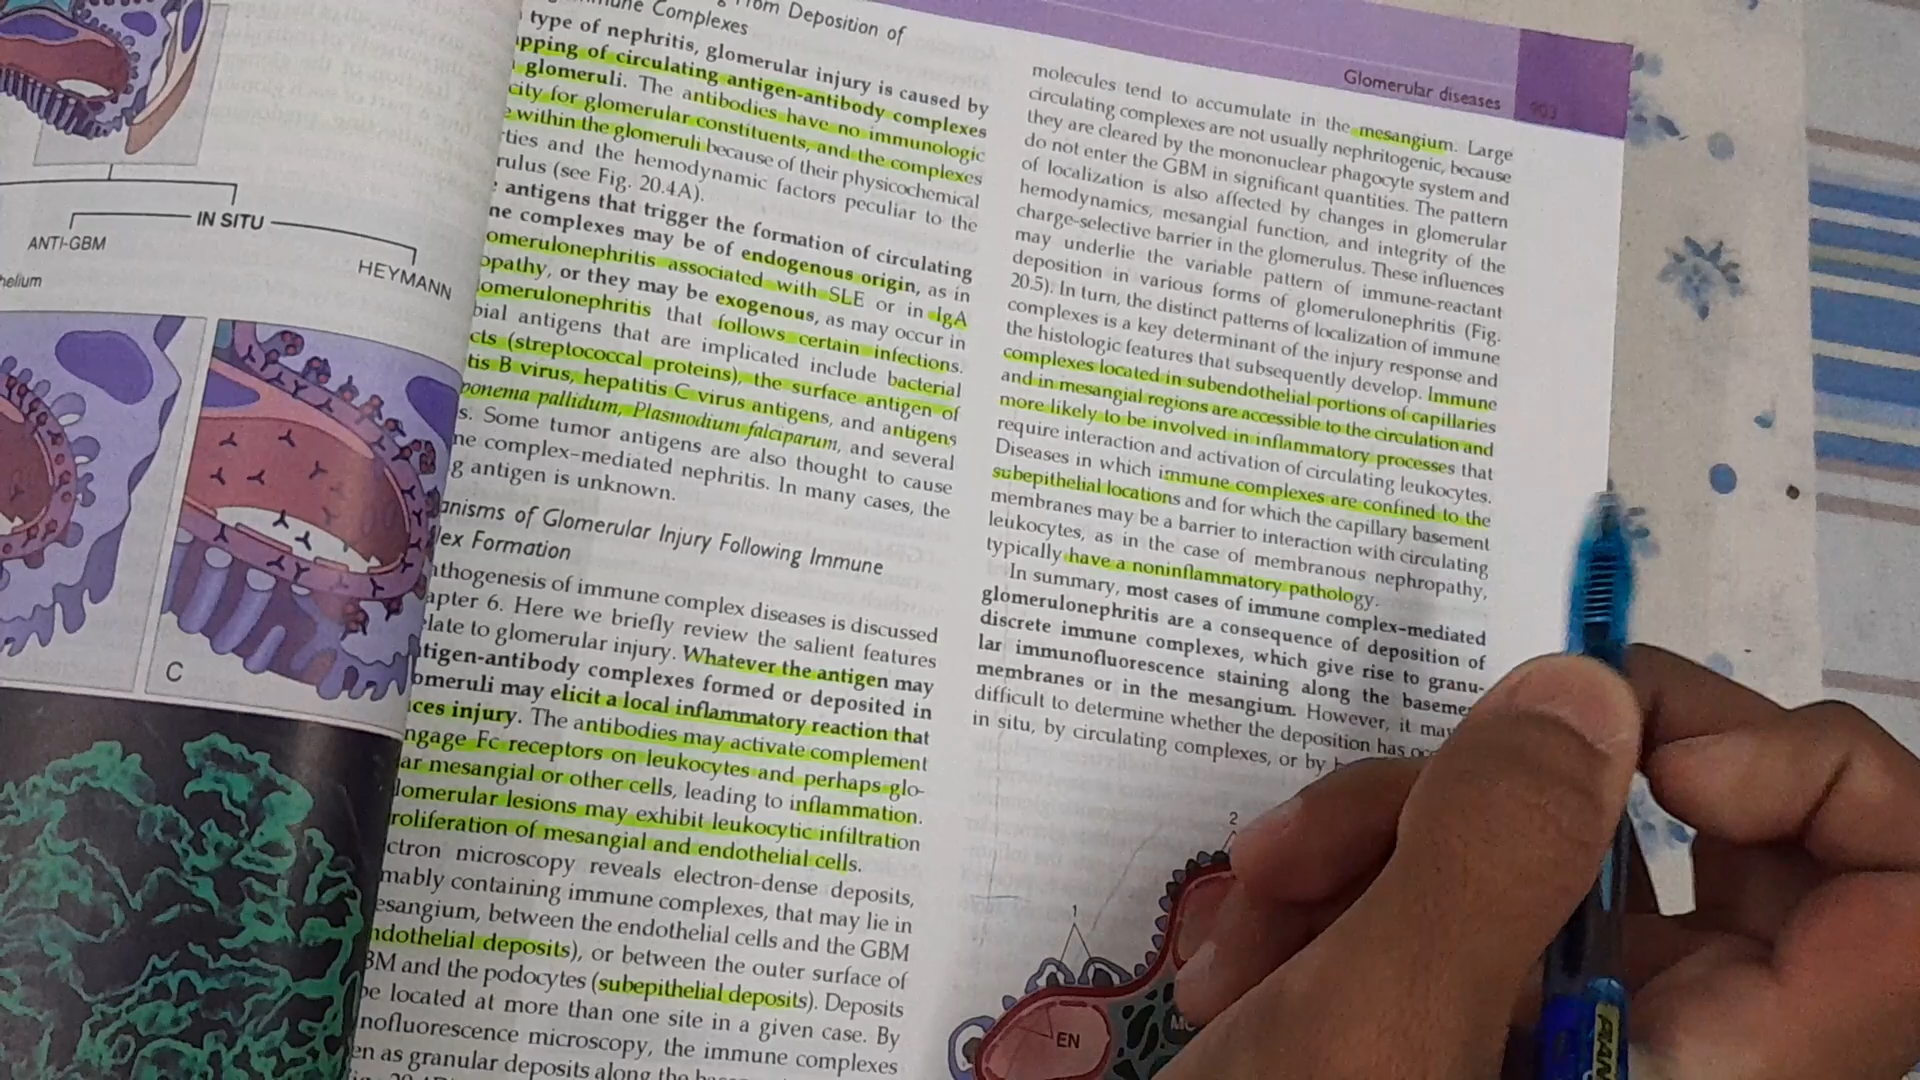 IN SITU
ANTI-GBM
HEYMANN
helium
C
From Deposition of
Immune Complexes
type of nephritis, glomerular injury is caused by
pping of circulating antigen-antibody complexes
glomeruli. The antibodies have no immunologic
city for glomerular constituents, and the complexes
within the glomeruli because of their physicochemical
ties and the hemodynamic factors peculiar to the
rulus (see Fig. 20.4A).
antigens that trigger the formation of circulating
ne complexes may be of endogenous origin, as in
omerulonephritis associated with SLE or in IgA
opathy, or they may be exogenous, as may occur in
omerulonephritis that follows certain infections.
bial antigens that are implicated include bacterial
cts (streptococcal proteins), the surface antigen of
tis B virus, hepatitis C virus antigens, and antigens
ponema pallidum, Plasmodium falciparum, and several
s. Some tumor antigens are also thought to cause
ne complex–mediated nephritis. In many cases, the
g antigen is unknown.
anisms of Glomerular Injury Following Immune
lex Formation
athogenesis of immune complex diseases is discussed
apter 6. Here we briefly review the salient features
elate to glomerular injury. Whatever the antigen may
ntigen-antibody complexes formed or deposited in
omeruli may elicit a local inflammatory reaction that
ces injury. The antibodies may activate complement
ngage Fc receptors on leukocytes and perhaps glo-
ar mesangial or other cells, leading to inflammation.
lomerular lesions may exhibit leukocytic infiltration
roliferation of mesangial and endothelial cells.
ctron microscopy reveals electron-dense deposits,
mably containing immune complexes, that may lie in
esangium, between the endothelial cells and the GBM
ndothelial deposits), or between the outer surface of
BM and the podocytes (subepithelial deposits). Deposits
be located at more than one site in a given case. By
nofluorescence microscopy, the immune complexes
en as granular deposits along the
Glomerular diseases
903
molecules tend to accumulate in the mesangium. Large
circulating complexes are not usually nephritogenic, because
they are cleared by the mononuclear phagocyte system and
do not enter the GBM in significant quantities. The pattern
of localization is also affected by changes in glomerular
hemodynamics, mesangial function, and integrity of the
charge-selective barrier in the glomerulus. These influences
may underlie the variable pattern of immune-reactant
deposition in various forms of glomerulonephritis (Fig.
20.5). In turn, the distinct patterns of localization of immune
complexes is a key determinant of the injury response and
the histologic features that subsequently develop. Immune
complexes located in subendothelial portions of capillaries
and in mesangial regions are accessible to the circulation and
more likely to be involved in inflammatory processes that
require interaction and activation of circulating leukocytes.
Diseases in which immune complexes are confined to the
subepithelial locations and for which the capillary basement
membranes may be a barrier to interaction with circulating
leukocytes, as in the case of membranous nephropathy,
typically have a noninflammatory pathology.
In summary, most cases of immune complex–mediated
glomerulonephritis are a consequence of deposition of
discrete immune complexes, which give rise to granu-
lar immunofluorescence staining along the baseme
membranes or in the mesangium. However, it may
difficult to determine whether the deposition has
in situ, by circulating complexes, or by
1
2
EN